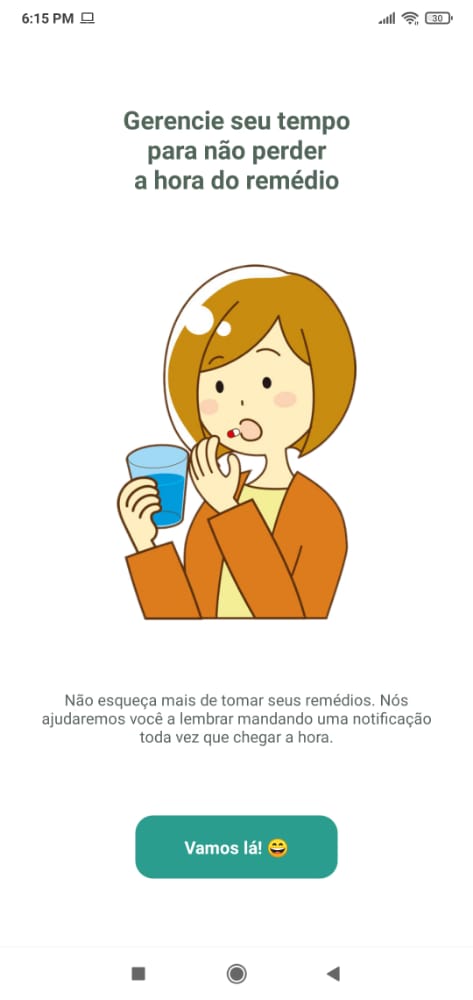 6:15 PM
30
Gerencie seu tempo
para não perder
a hora do remédio
Não esqueça mais de tomar seus remédios. Nós
ajudaremos você a lembrar mandando uma notificação
toda vez que chegar a hora.
Vamos lá! 😄